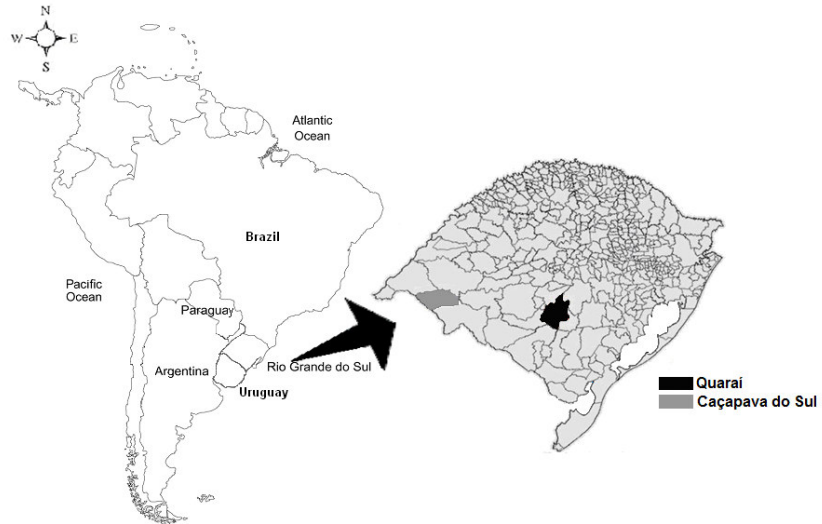 N
W E
S
Atlantic
Ocean
Brazil
Pacific
Ocean
Paraguay
Rio Grande do Sul
Argentina
Uruguay
Quaraí
Caçapava do Sul